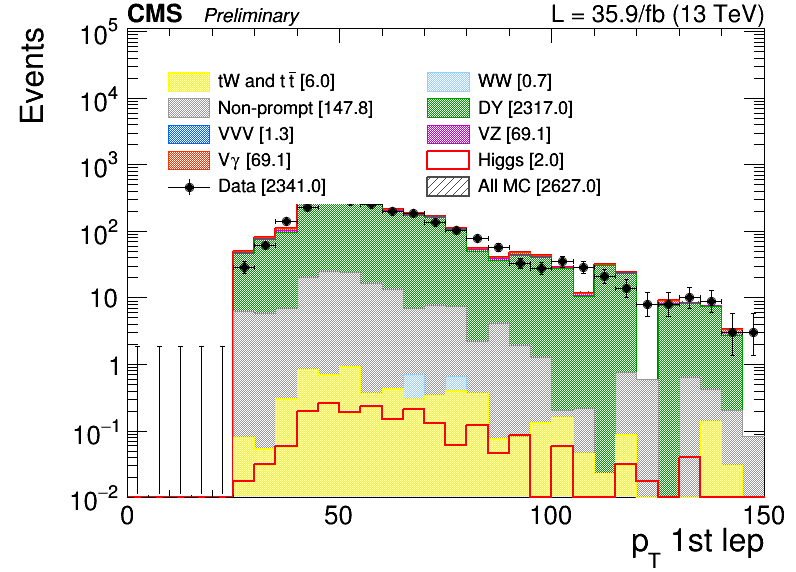 CMS Preliminary L = 35.9/fb (13 TeV)
Events
10^5
10^4
10^3
10^2
10
1
10^−1
10^−2
tW and t t̄ [6.0] WW [0.7]
Non-prompt [147.8] DY [2317.0]
VVV [1.3] VZ [69.1]
Vγ [69.1] Higgs [2.0]
Data [2341.0] All MC [2627.0]
0 50 100 150
p_T 1st lep